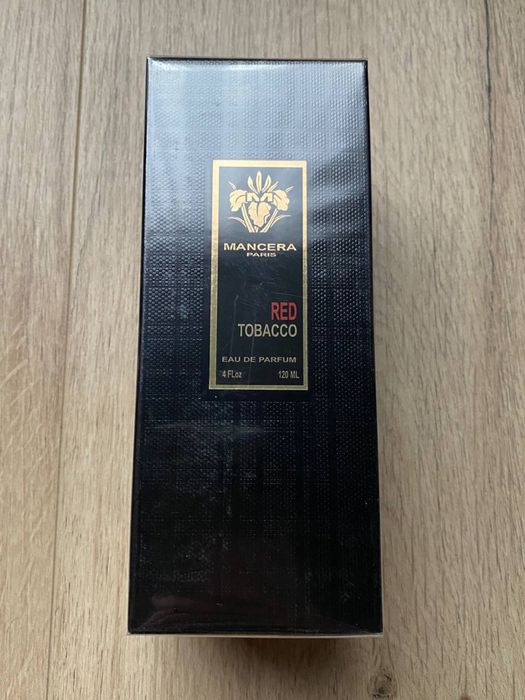 MANCERA
PARIS
RED
TOBACCO
EAU DE PARFUM
4 FLoz 120 ML